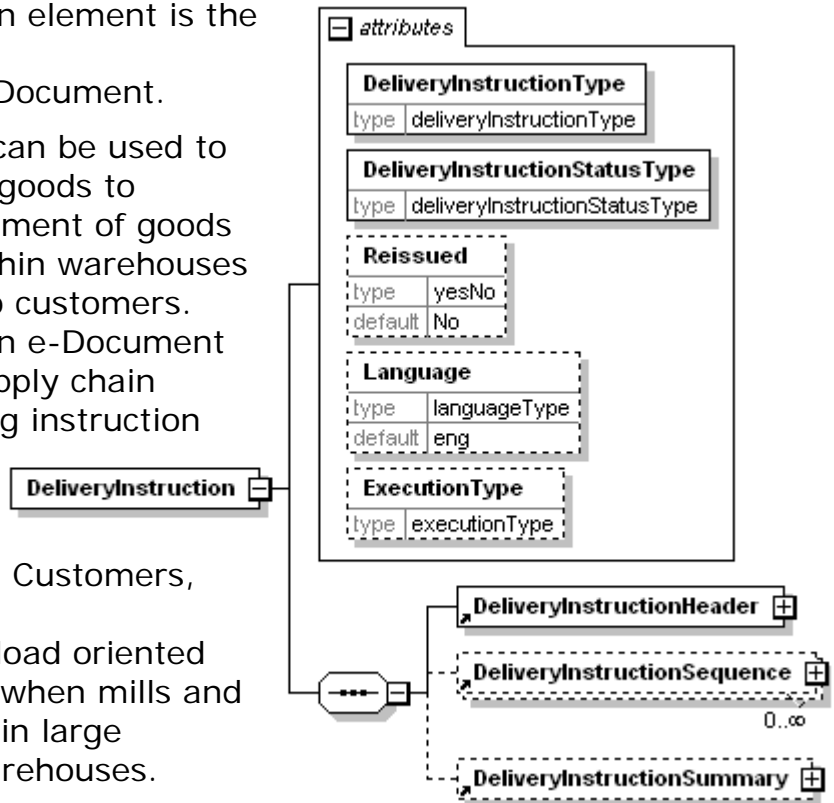 n element is the
Document.
can be used to
goods to
ment of goods
hin warehouses
o customers.
n e-Document
pply chain
g instruction
Customers,
load oriented
when mills and
in large
rehouses.
DeliveryInstruction
attributes
DeliveryInstructionType
type deliveryInstructionType
DeliveryInstructionStatusType
type deliveryInstructionStatusType
Reissued
type yesNo
default No
Language
type languageType
default eng
ExecutionType
type executionType
DeliveryInstructionHeader
DeliveryInstructionSequence
0..∞
DeliveryInstructionSummary